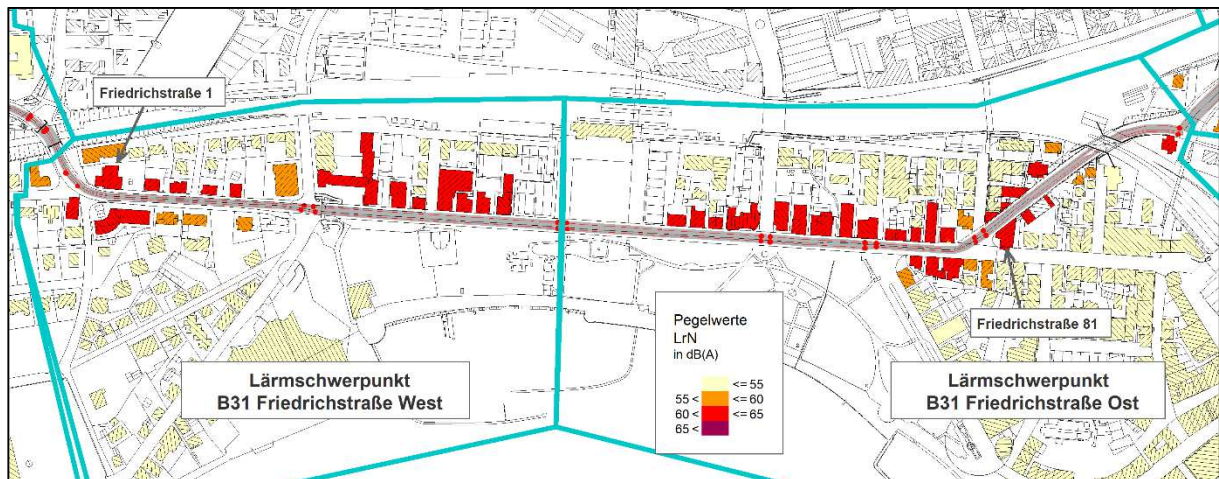 Friedrichstraße 1
Pegelwerte
LrN
in dB(A)
<= 55
55 < <= 60
60 < <= 65
65 <
Friedrichstraße 81
Lärmschwerpunkt
B31 Friedrichstraße West
Lärmschwerpunkt
B31 Friedrichstraße Ost